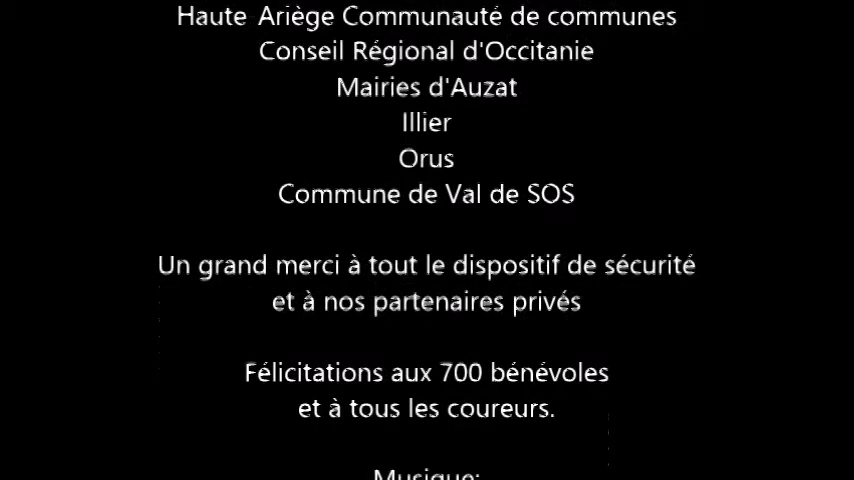 Haute Ariège Communauté de communes
Conseil Régional d'Occitanie
Mairies d'Auzat
Illier
Orus
Commune de Val de SOS
Un grand merci à tout le dispositif de sécurité
et à nos partenaires privés
Félicitations aux 700 bénévoles
et à tous les coureurs.
Musique: